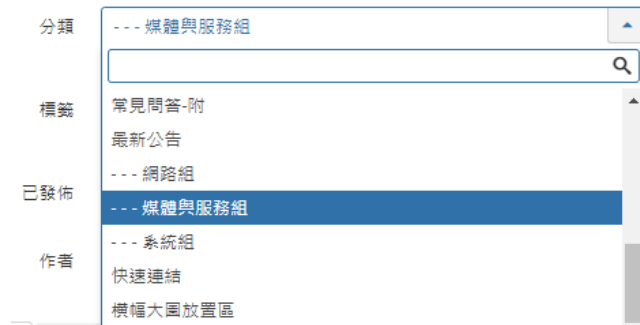 分類
- - - 媒體與服務組
標籤
常見問答-附
最新公告
- - - 網路組
已發佈
- - - 媒體與服務組
- - - 系統組
作者
快速連結
橫幅大圖放置區